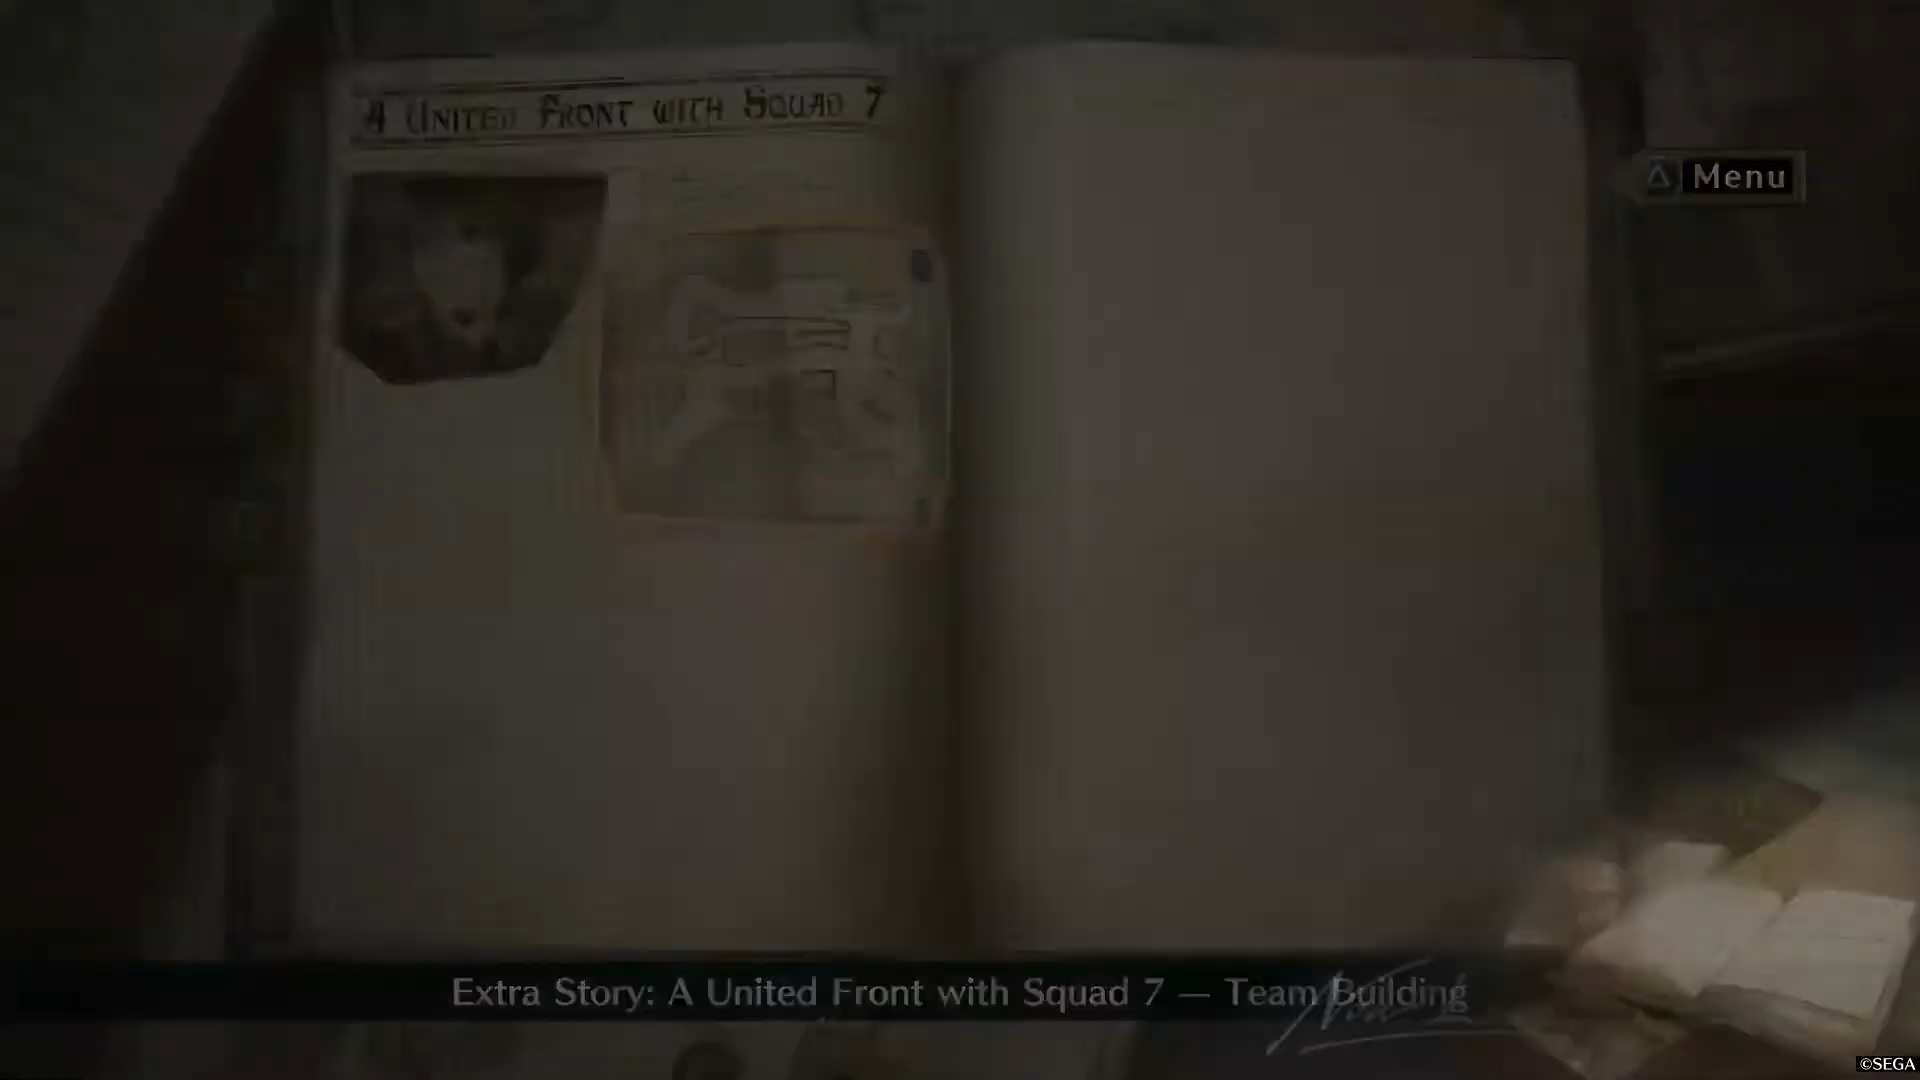 A United Front with Squad 7
Menu
Extra Story: A United Front with Squad 7 — Team Building
©SEGA